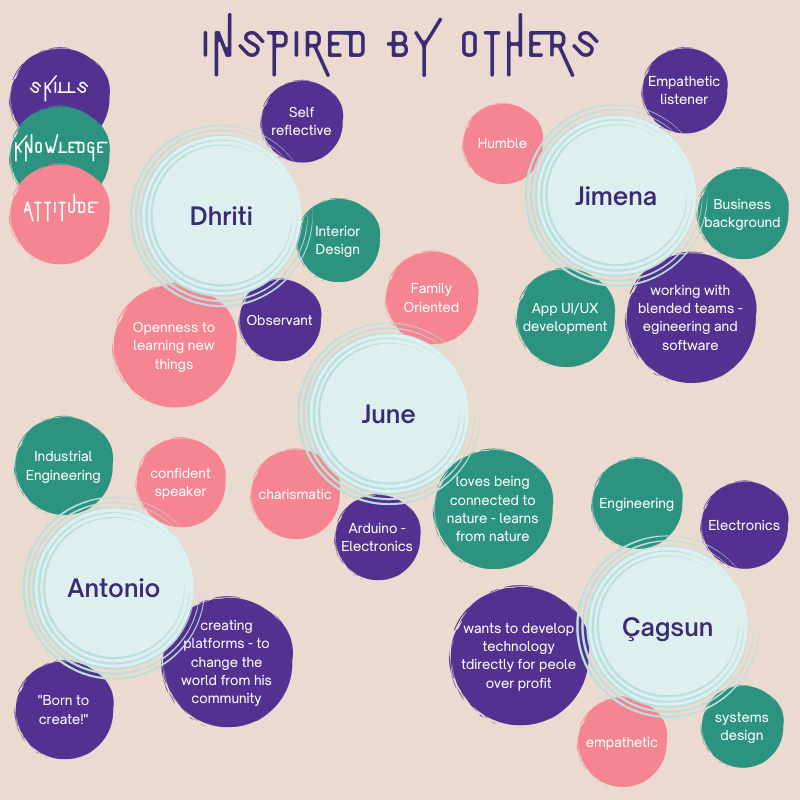 INSPIRED BY OTHERS
SKILLS
KNOWLEDGE
ATTITUDE
Self
reflective
Dhriti
Interior
Design
Observant
Openness to
learning new
things
Empathetic
listener
Humble
Jimena
Business
background
App UI/UX
development
working with
blended teams -
egineering and
software
Family
Oriented
June
charismatic
Arduino -
Electronics
loves being
connected to
nature - learns
from nature
Industrial
Engineering
confident
speaker
Antonio
creating
platforms - to
change the
world from his
community
"Born to
create!"
Engineering
Electronics
Çagsun
wants to develop
technology
tdirectly for peole
over profit
empathetic
systems
design